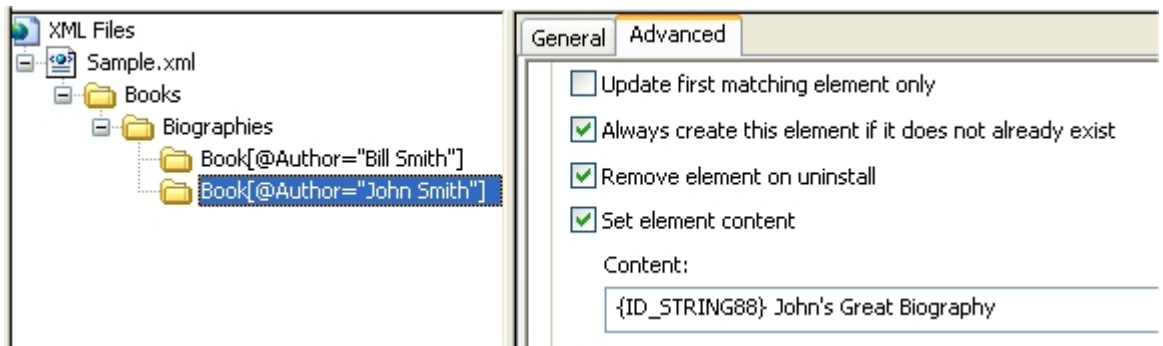 XML Files
Sample.xml
Books
Biographies
Book[@Author="Bill Smith"]
Book[@Author="John Smith"]
General
Advanced
Update first matching element only
Always create this element if it does not already exist
Remove element on uninstall
Set element content
Content:
{ID_STRING88} John's Great Biography